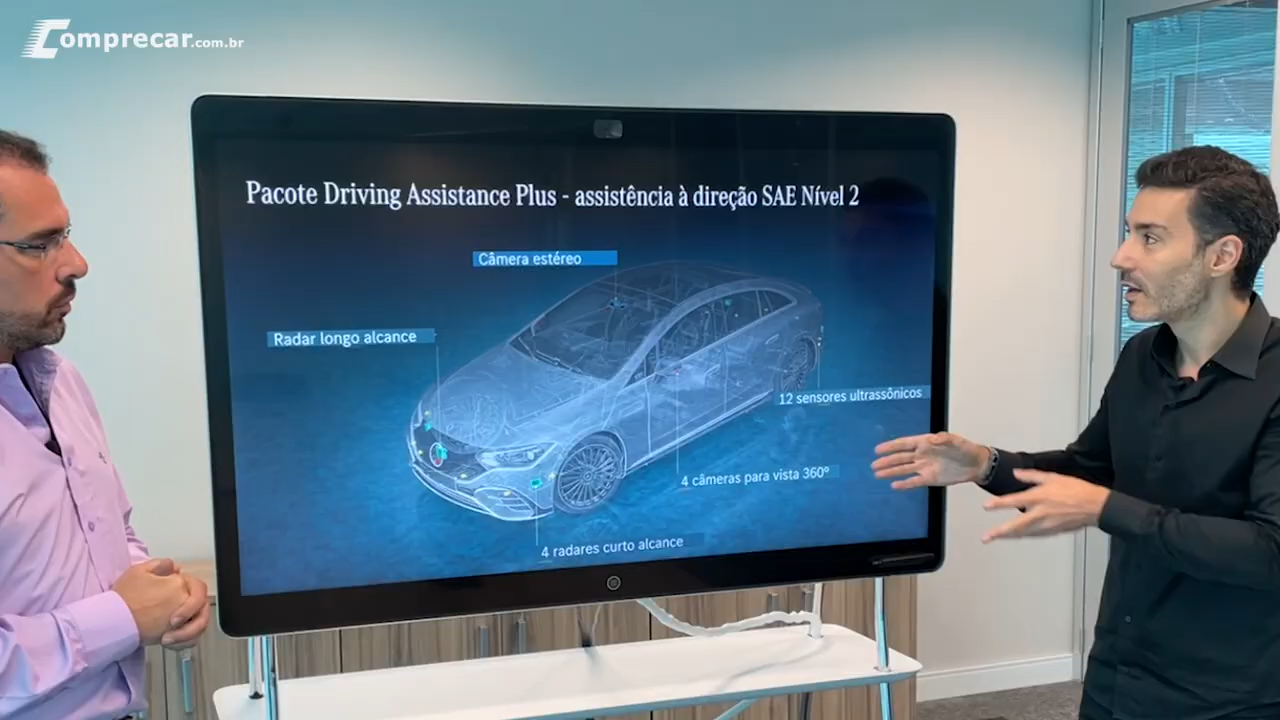 Comprecar.com.br
Pacote Driving Assistance Plus - assistência à direção SAE Nível 2
Câmera estéreo
Radar longo alcance
12 sensores ultrassônicos
4 câmeras para vista 360º
4 radares curto alcance